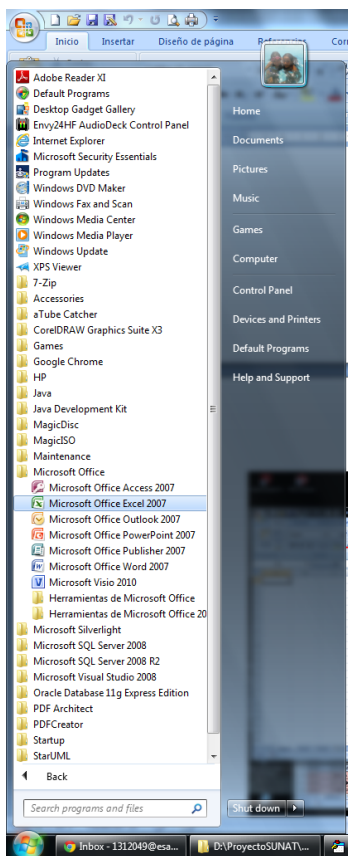 Inicio Insertar Diseño de página Referencias Cor
Adobe Reader XI
Default Programs
Desktop Gadget Gallery
Envy24HF AudioDeck Control Panel
Internet Explorer
Microsoft Security Essentials
Program Updates
Windows DVD Maker
Windows Fax and Scan
Windows Media Center
Windows Media Player
Windows Update
XPS Viewer
7-Zip
Accessories
aTube Catcher
CorelDRAW Graphics Suite X3
Games
Google Chrome
HP
Java
Java Development Kit
MagicDisc
MagicISO
Maintenance
Microsoft Office
Microsoft Office Access 2007
Microsoft Office Excel 2007
Microsoft Office Outlook 2007
Microsoft Office PowerPoint 2007
Microsoft Office Publisher 2007
Microsoft Office Word 2007
Microsoft Visio 2010
Herramientas de Microsoft Office
Herramientas de Microsoft Office 20
Microsoft Silverlight
Microsoft SQL Server 2008
Microsoft SQL Server 2008 R2
Microsoft Visual Studio 2008
Oracle Database 11g Express Edition
PDF Architect
PDFCreator
Startup
StarUML
Back
Search programs and files
Home
Documents
Pictures
Music
Games
Computer
Control Panel
Devices and Printers
Default Programs
Help and Support
Shut down
Inbox - 1312049@esa... D:\ProyectoSUNAT\...